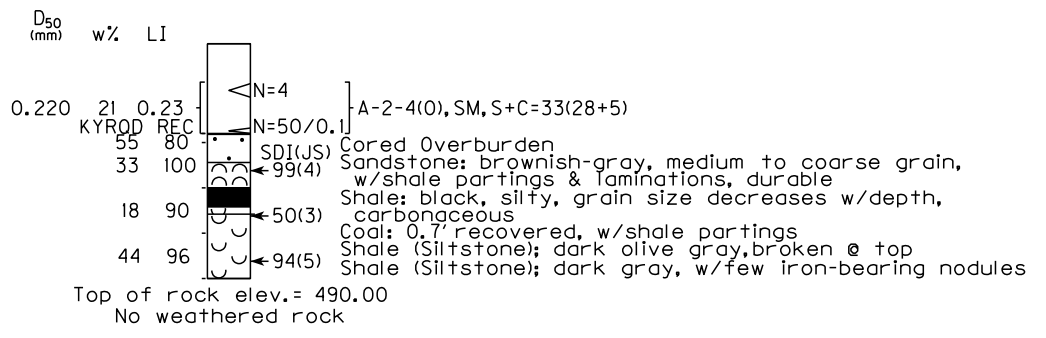 D50
(mm) w% LI
N=4
0.220 21 0.23 A-2-4(0), SM, S+C=33(28+5)
KYRQD REC N=50/0.1
55 80 Cored Overburden
SDI(JS)
33 100 Sandstone: brownish-gray, medium to coarse grain,
99(4) w/shale partings & laminations, durable
Shale: black, silty, grain size decreases w/depth,
18 90 50(3) carbonaceous
Coal: 0.7' recovered, w/shale partings
Shale (Siltstone); dark olive gray, broken @ top
44 96 94(5) Shale (Siltstone); dark gray, w/few iron-bearing nodules
Top of rock elev.= 490.00
No weathered rock